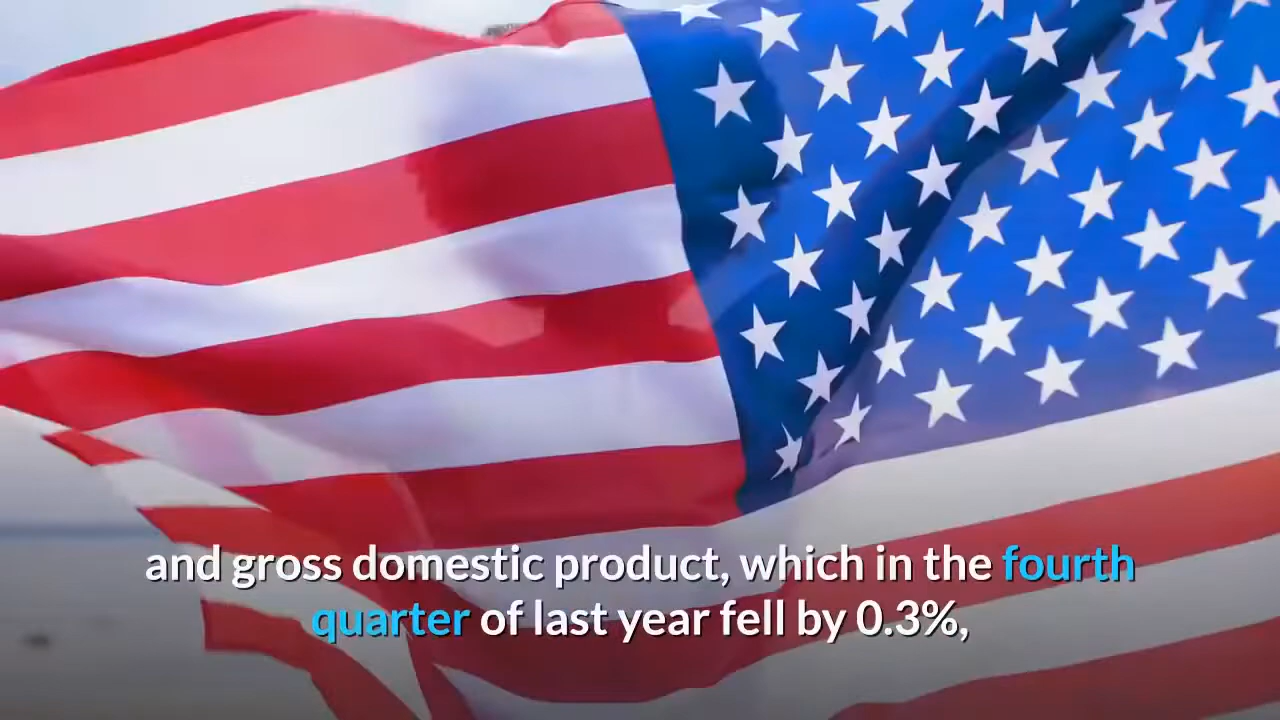 and gross domestic product, which in the fourth
quarter of last year fell by 0.3%,